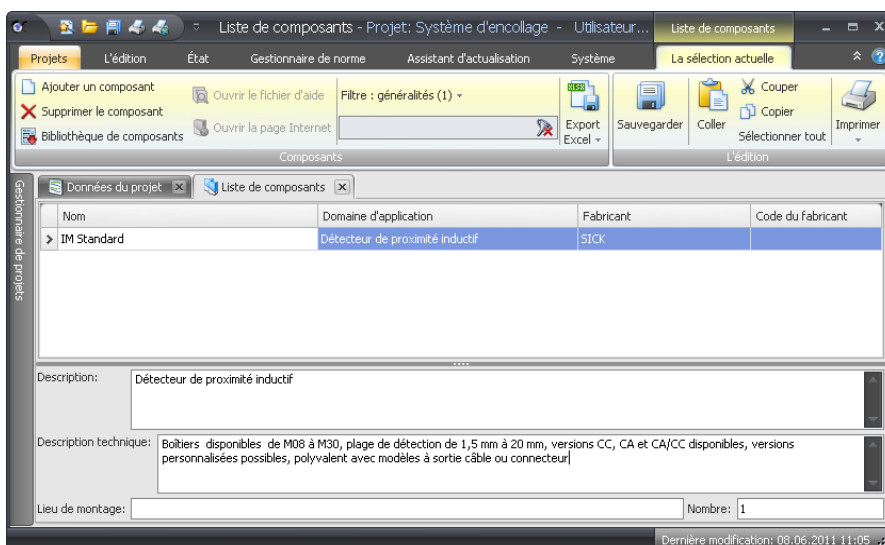 Liste de composants - Projet: Système d'encollage - Utilisateur...
Liste de composants
Projets
L'édition
État
Gestionnaire de norme
Assistant d'actualisation
Système
La sélection actuelle
Ajouter un composant
Supprimer le composant
Bibliothèque de composants
Ouvrir le fichier d'aide
Ouvrir la page Internet
Filtre : généralités (1)
Export
Excel
Composants
Sauvegarder
Coller
Couper
Copier
Sélectionner tout
Imprimer
L'édition
Gestionnaire de projets
Données du projet
Liste de composants
Nom Domaine d'application Fabricant Code du fabricant
IM Standard Détecteur de proximité inductif SICK
Description: Détecteur de proximité inductif
Description technique: Boîtiers disponibles de M08 à M30, plage de détection de 1,5 mm à 20 mm, versions CC, CA et CA/CC disponibles, versions
personnalisées possibles, polyvalent avec modèles à sortie câble ou connecteur
Lieu de montage: Nombre: 1
Dernière modification: 08.06.2011 11:05